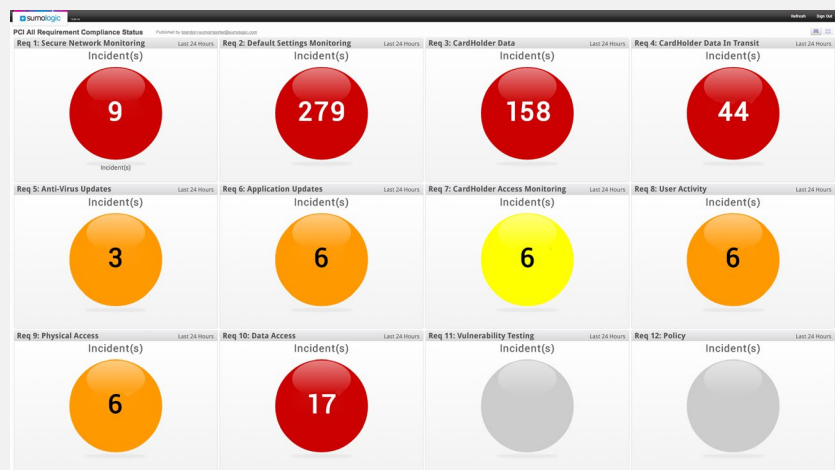 sumologic
Refresh Sign Out
PCI All Requirement Compliance Status Published by
Req 1: Secure Network Monitoring Last 24 Hours
Incident(s)
9
Incident(s)
Req 2: Default Settings Monitoring Last 24 Hours
Incident(s)
279
Req 3: CardHolder Data Last 24 Hours
Incident(s)
158
Req 4: CardHolder Data In Transit Last 24 Hours
Incident(s)
44
Req 5: Anti-Virus Updates Last 24 Hours
Incident(s)
3
Req 6: Application Updates Last 24 Hours
Incident(s)
6
Req 7: CardHolder Access Monitoring Last 24 Hours
Incident(s)
6
Req 8: User Activity Last 24 Hours
Incident(s)
6
Req 9: Physical Access Last 24 Hours
Incident(s)
6
Req 10: Data Access Last 24 Hours
Incident(s)
17
Req 11: Vulnerability Testing Last 24 Hours
Incident(s)
Req 12: Policy Last 24 Hours
Incident(s)